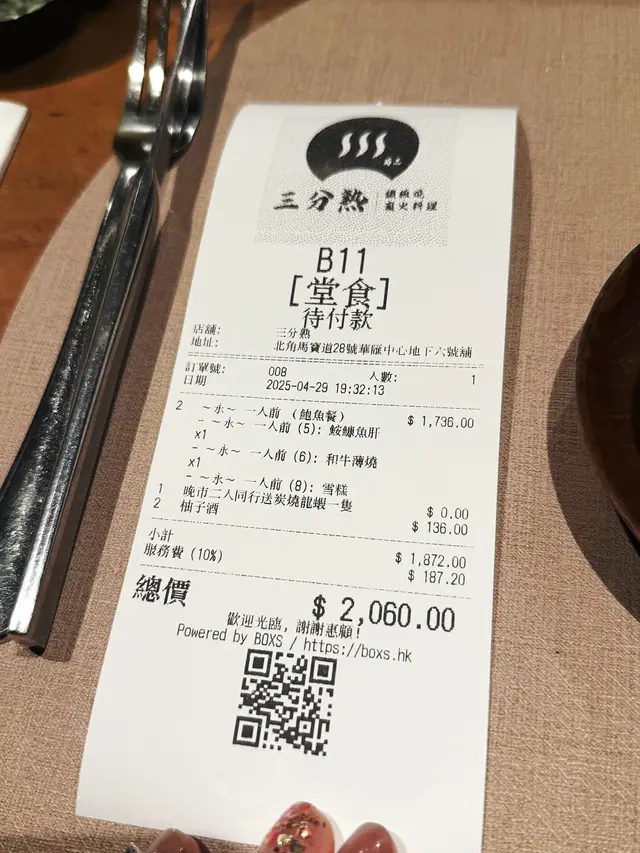 SSS
三分熟
鐵板燒
炭火料理
B11
[堂食]
待付款
店舖: 三分熟
地址: 北角馬寶道28號華匯中心地下六號舖
訂單號: 008 人數: 1
日期 2025-04-29 19:32:13
2 ～水～ 一人前 (鮑魚餐) $ 1,736.00
- ～水～ 一人前 (5): 鮟鱇魚肝
x1
- ～水～ 一人前 (6): 和牛薄燒
x1
- ～水～ 一人前 (8): 雪糕
1 晚市二人同行送炭燒龍蝦一隻 $ 0.00
2 柚子酒 $ 136.00
小計 $ 1,872.00
服務費 (10%) $ 187.20
總價 $ 2,060.00
歡迎光臨, 謝謝惠顧!
Powered by BOXS / https://boxs.hk